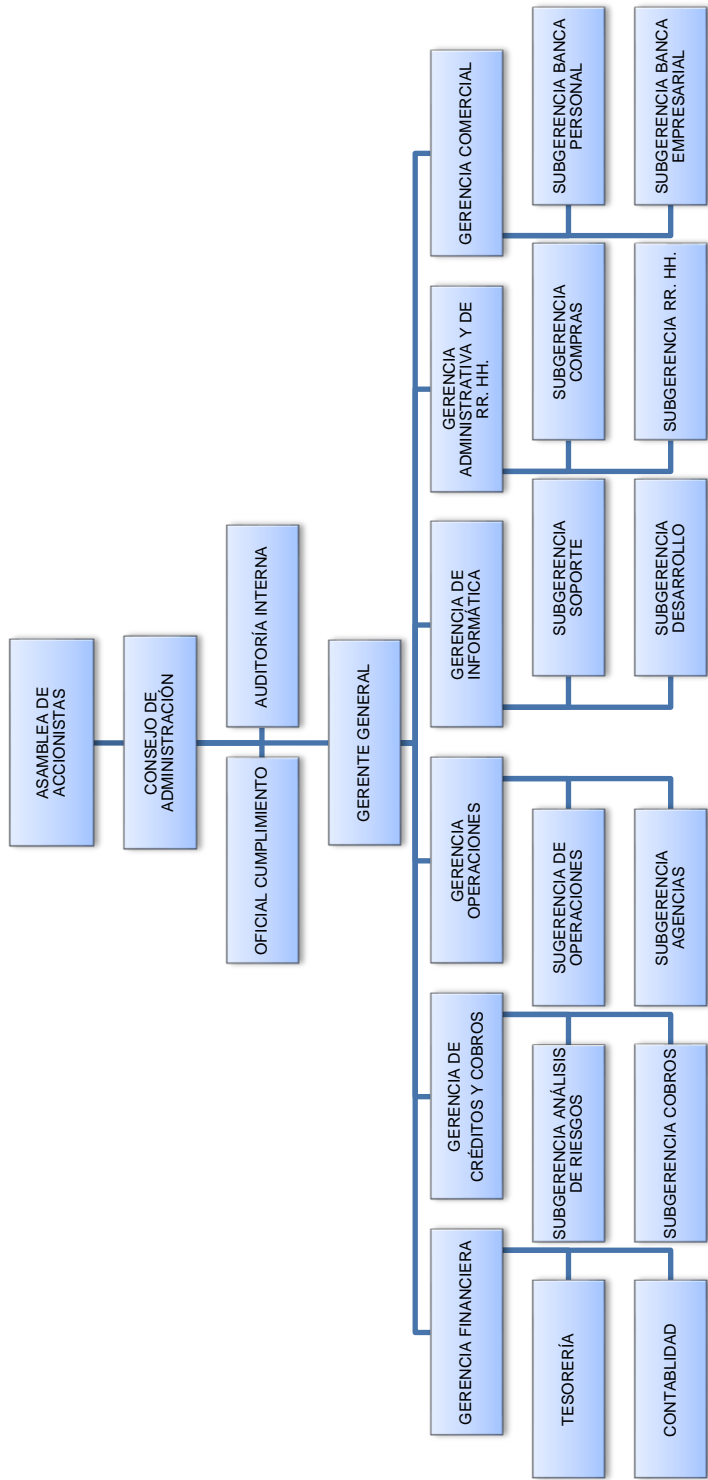 ASAMBLEA DE
ACCIONISTAS
CONSEJO DE
ADMINISTRACIÓN
OFICIAL CUMPLIMIENTO
AUDITORÍA INTERNA
GERENTE GENERAL
GERENCIA FINANCIERA
TESORERÍA
CONTABLIDAD
GERENCIA DE
CRÉDITOS Y COBROS
SUBGERENCIA ANÁLISIS
DE RIESGOS
SUBGERENCIA COBROS
GERENCIA
OPERACIONES
SUGERENCIA DE
OPERACIONES
SUBGERENCIA
AGENCIAS
GERENCIA DE
INFORMÁTICA
SUBGERENCIA
SOPORTE
SUBGERENCIA
DESARROLLO
GERENCIA
ADMINISTRATIVA Y DE
RR. HH.
SUBGERENCIA
COMPRAS
SUBGERENCIA RR. HH.
GERENCIA COMERCIAL
SUBGERENCIA BANCA
PERSONAL
SUBGERENCIA BANCA
EMPRESARIAL